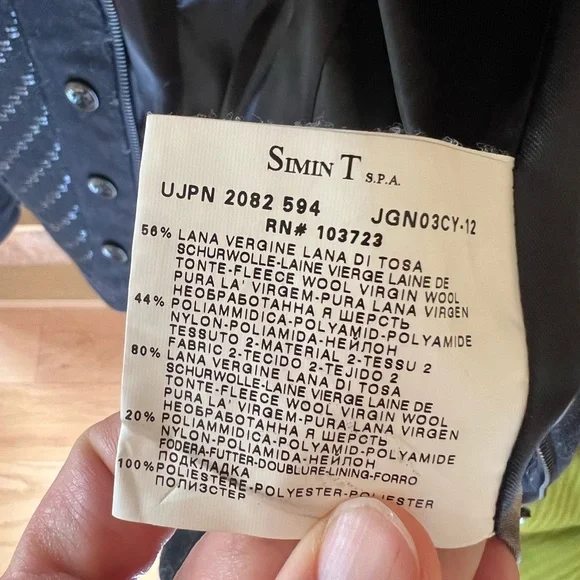 SIMIN T S.P.A.
UJPN 2082 594 JGN03CY-12
RN# 103723
56% LANA VERGINE LANA DI TOSA
SCHURWOLLE-LAINE VIERGE LAINE DE
TONTE-FLEECE WOOL VIRGIN WOOL
PURA LA' VIRGEM-PURA LANA VIRGEN
НЕОБРАБОТАННА Я ШЕРСТЬ
44% POLIAMMIDICA-POLYAMID-POLYAMIDE
NYLON-POLIAMIDA-НЕЙЛОН
TESSUTO 2-MATERIAL 2-TESSU 2
FABRIC 2-TECIDO 2-TEJIDO 2
80% LANA VERGINE LANA DI TOSA
SCHURWOLLE-LAINE VIERGE LAINE DE
TONTE-FLEECE WOOL VIRGIN WOOL
PURA LA' VIRGEM-PURA LANA VIRGEN
НЕОБРАБОТАННА Я ШЕРСТЬ
20% POLIAMMIDICA-POLYAMID-POLYAMIDE
NYLON-POLIAMIDA-НЕЙЛОН
FODERA-FUTTER-DOUBLURE-LINING-FORRO
ПОДКЛАДКА
100% POLIESTERE-POLYESTER-POLIESTER
ПОЛИЭСТЕР